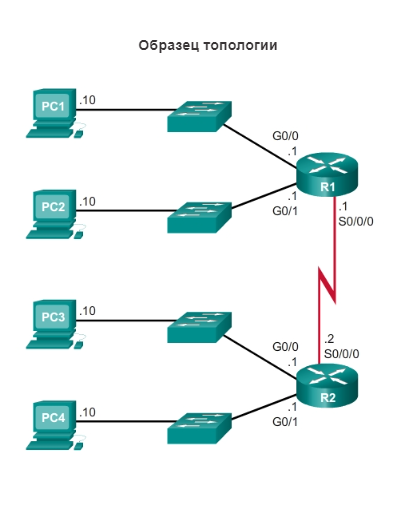 Образец топологии
PC1
.10
G0/0
.1
R1
PC2
.10
.1
G0/1
.1
S0/0/0
PC3
.10
.2
S0/0/0
G0/0
.1
R2
PC4
.10
.1
G0/1